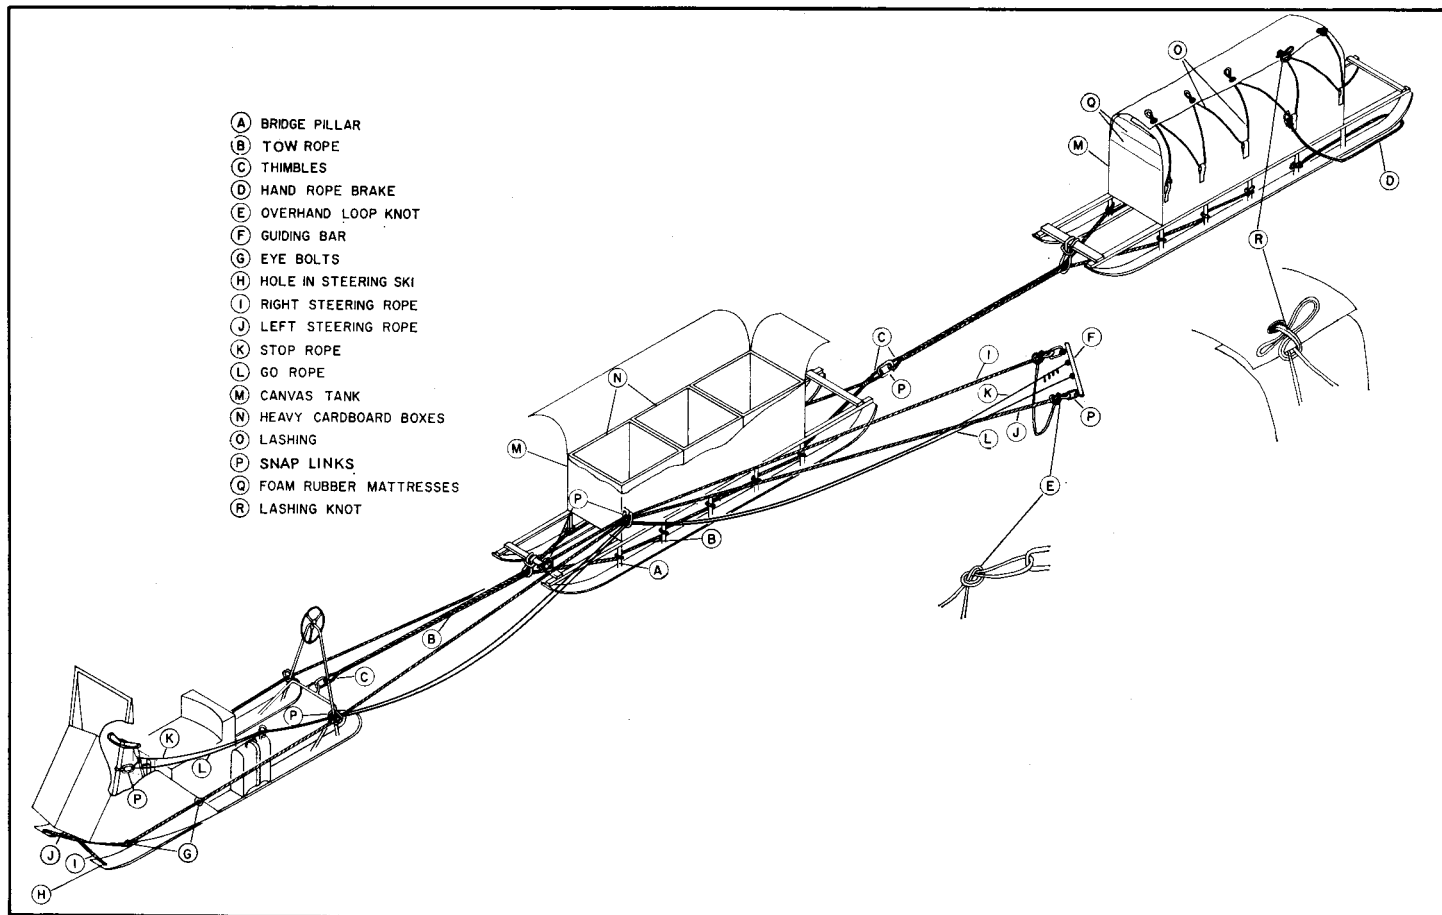 A BRIDGE PILLAR
B TOW ROPE
C THIMBLES
D HAND ROPE BRAKE
E OVERHAND LOOP KNOT
F GUIDING BAR
G EYE BOLTS
H HOLE IN STEERING SKI
I RIGHT STEERING ROPE
J LEFT STEERING ROPE
K STOP ROPE
L GO ROPE
M CANVAS TANK
N HEAVY CARDBOARD BOXES
O LASHING
P SNAP LINKS
Q FOAM RUBBER MATTRESSES
R LASHING KNOT
O
Q
M
D
R
C
P
I
F
K
N
J
P
L
M
E
P
B
A
B
C
P
K
L
P
J
I
G
H